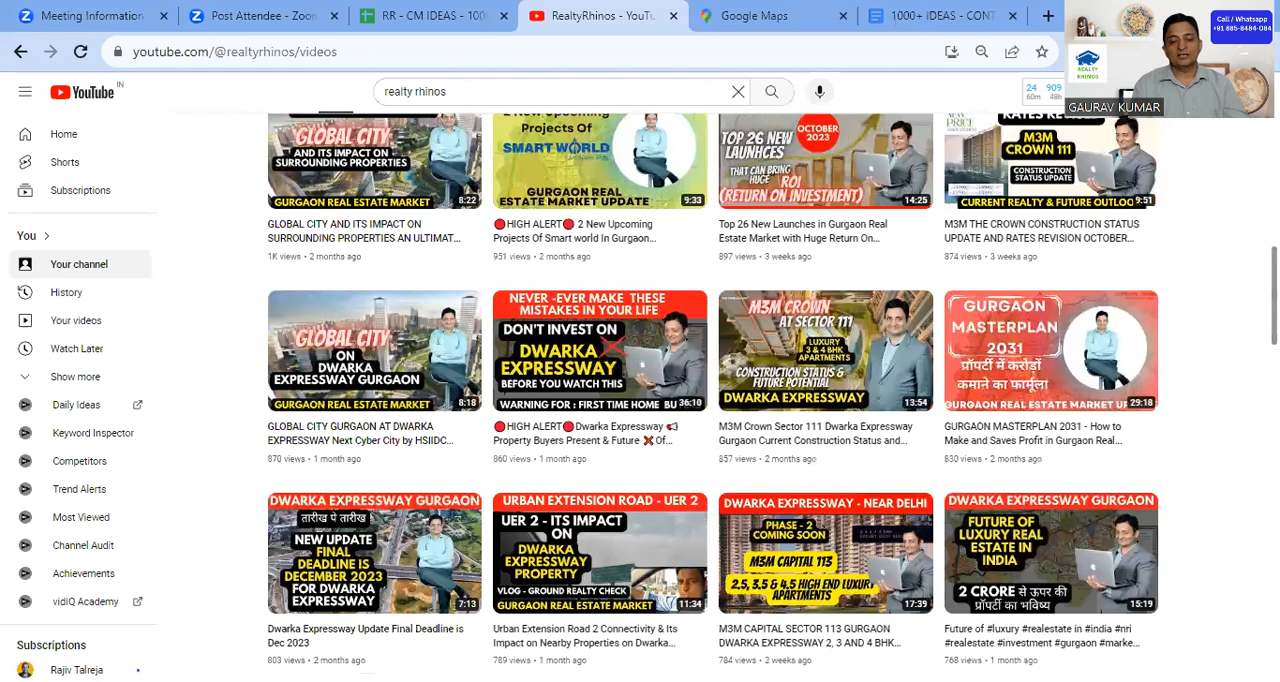 Meeting Information
Post Attendee - Zoo
RR - CM IDEAS - 100
RealtyRhinos - YouTu
Google Maps
1000+ IDEAS - CONT
youtube.com/@realtyrhinos/videos
Call / Whatsapp
+91 885-8484-084
REALTY
RHINOS
GAURAV KUMAR
YouTube
IN
realty rhinos
24
909
60m
48h
Home
Shorts
Subscriptions
You
Your channel
History
Your videos
Watch Later
Show more
Daily Ideas
Keyword Inspector
Competitors
Trend Alerts
Most Viewed
Channel Audit
Achievements
vidIQ Academy
Subscriptions
Rajiv Talreja
GLOBAL CITY
AND ITS IMPACT ON
SURROUNDING PROPERTIES
GURGAON REAL ESTATE MARKET
8:22
GLOBAL CITY AND ITS IMPACT ON
SURROUNDING PROPERTIES AN ULTIMAT...
1K views • 2 months ago
2 New Upcoming
Projects Of
SMART WORLD
GURGAON REAL
ESTATE MARKET UPDATE
9:33
🔴HIGH ALERT🔴 2 New Upcoming
Projects Of Smart world In Gurgaon...
951 views • 2 months ago
OCTOBER
2023
TOP 26 NEW
LAUNHCES
THAT CAN BRING
HUGE ROI
(RETURN ON INVESTMENT)
14:25
Top 26 New Launches in Gurgaon Real
Estate Market with Huge Return On...
897 views • 3 weeks ago
NEW
PRICE
M3M
CROWN 111
CONSTRUCTION
STATUS UPDATE
CURRENT REALTY & FUTURE OUTLOO
9:51
M3M THE CROWN CONSTRUCTION STATUS
UPDATE AND RATES REVISION OCTOBER...
874 views • 3 weeks ago
GLOBAL CITY
ON
DWARKA
EXPRESSWAY GURGAON
GURGAON REAL ESTATE MARKET
8:18
GLOBAL CITY GURGAON AT DWARKA
EXPRESSWAY Next Cyber City by HSIIDC...
870 views • 1 month ago
NEVER -EVER MAKE THESE
MISTAKES IN YOUR LIFE
DON'T INVEST ON
DWARKA
EXPRESSWAY
BEFORE YOU WATCH THIS
WARNING FOR : FIRST TIME HOME BU
36:10
🔴HIGH ALERT🔴Dwarka Expressway 📢
Property Buyers Present & Future ❌Of...
860 views • 1 month ago
M3M CROWN
AT SECTOR 111
LUXURY
3 & 4 BHK
APARTMENTS
CONSTRUCTION STATUS &
FUTURE POTENTIAL
DWARKA EXPRESSWAY
13:54
M3M Crown Sector 111 Dwarka Expressway
Gurgaon Current Construction Status and...
857 views • 2 months ago
GURGAON
MASTERPLAN
2031
प्रॉपर्टी में करोड़ों
कमाने का फार्मूला
GURGAON REAL ESTATE MARKET UP
29:18
GURGAON MASTERPLAN 2031 - How to
Make and Saves Profit in Gurgaon Real...
830 views • 2 months ago
DWARKA EXPRESSWAY GURGAON
तारीख पे तारीख
NEW UPDATE
FINAL
DEADLINE IS
DECEMBER 2023
FOR DWARKA
EXPRESSWAY
7:13
Dwarka Expressway Update Final Deadline is
Dec 2023
803 views • 2 months ago
URBAN EXTENSION ROAD - UER 2
UER 2 - ITS IMPACT
ON
DWARKA
EXPRESSWAY
PROPERTY
VLOG - GROUND REALTY CHECK
GURGAON REAL ESTATE MARKET
11:34
Urban Extension Road 2 Connectivity & Its
Impact on Nearby Properties on Dwarka...
789 views • 1 month ago
DWARKA EXPRESSWAY - NEAR DELHI
PHASE - 2
COMING SOON
M3M CAPITAL 113
2.5, 3.5 & 4.5 HIGH END LUXURY
APARTMENTS
17:39
M3M CAPITAL SECTOR 113 GURGAON
DWARKA EXPRESSWAY 2, 3 AND 4 BHK...
784 views • 2 weeks ago
DWARKA EXPRESSWAY GURGAON
FUTURE OF
LUXURY REAL
ESTATE IN
INDIA
2 CRORE से ऊपर की
प्रॉपर्टी का भविष्य
15:19
Future of #luxury #realestate in #india #nri
#realestate #investment #gurgaon #marke...
768 views • 1 month ago